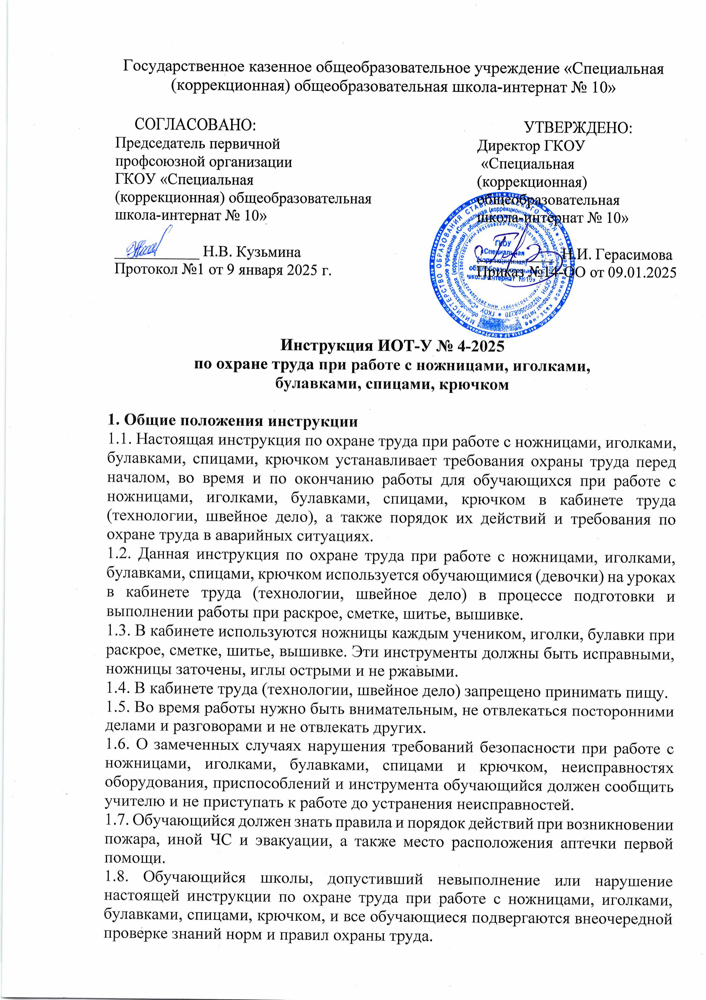 Государственное казенное общеобразовательное учреждение «Специальная
(коррекционная) общеобразовательная школа-интернат № 10»
СОГЛАСОВАНО:
Председатель первичной
профсоюзной организации
ГКОУ «Специальная
(коррекционная) общеобразовательная
школа-интернат № 10»
Н.В. Кузьмина
Протокол №1 от 9 января 2025 г.
УТВЕРЖДЕНО:
Директор ГКОУ
«Специальная
(коррекционная)
общеобразовательная
школа-интернат № 10»
Н.И. Герасимова
Приказ №14-ОО от 09.01.2025
ГКОУ
«Специальная
(коррекционная)
общеобразовательная
школа-интернат №10»
Инструкция ИОТ-У № 4-2025
по охране труда при работе с ножницами, иголками,
булавками, спицами, крючком
1. Общие положения инструкции
1.1. Настоящая инструкция по охране труда при работе с ножницами, иголками,
булавками, спицами, крючком устанавливает требования охраны труда перед
началом, во время и по окончанию работы для обучающихся при работе с
ножницами, иголками, булавками, спицами, крючком в кабинете труда
(технологии, швейное дело), а также порядок их действий и требования по
охране труда в аварийных ситуациях.
1.2. Данная инструкция по охране труда при работе с ножницами, иголками,
булавками, спицами, крючком используется обучающимися (девочки) на уроках
в кабинете труда (технологии, швейное дело) в процессе подготовки и
выполнении работы при раскрое, сметке, шитье, вышивке.
1.3. В кабинете используются ножницы каждым учеником, иголки, булавки при
раскрое, сметке, шитье, вышивке. Эти инструменты должны быть исправными,
ножницы заточены, иглы острыми и не ржавыми.
1.4. В кабинете труда (технологии, швейное дело) запрещено принимать пищу.
1.5. Во время работы нужно быть внимательным, не отвлекаться посторонними
делами и разговорами и не отвлекать других.
1.6. О замеченных случаях нарушения требований безопасности при работе с
ножницами, иголками, булавками, спицами и крючком, неисправностях
оборудования, приспособлений и инструмента обучающийся должен сообщить
учителю и не приступать к работе до устранения неисправностей.
1.7. Обучающийся должен знать правила и порядок действий при возникновении
пожара, иной ЧС и эвакуации, а также место расположения аптечки первой
помощи.
1.8. Обучающийся школы, допустивший невыполнение или нарушение
настоящей инструкции по охране труда при работе с ножницами, иголками,
булавками, спицами, крючком, и все обучающиеся подвергаются внеочередной
проверке знаний норм и правил охраны труда.